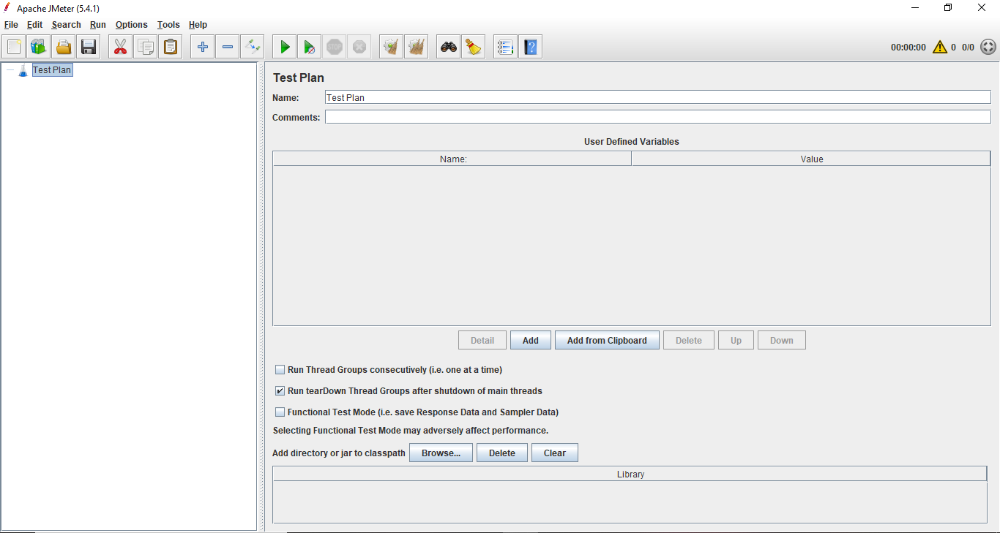 Apache JMeter (5.4.1)
File Edit Search Run Options Tools Help
STOP
00:00:00 0 0/0
Test Plan
Test Plan
Name: Test Plan
Comments:
User Defined Variables
Name: Value
Detail Add Add from Clipboard Delete Up Down
Run Thread Groups consecutively (i.e. one at a time)
Run tearDown Thread Groups after shutdown of main threads
Functional Test Mode (i.e. save Response Data and Sampler Data)
Selecting Functional Test Mode may adversely affect performance.
Add directory or jar to classpath Browse... Delete Clear
Library